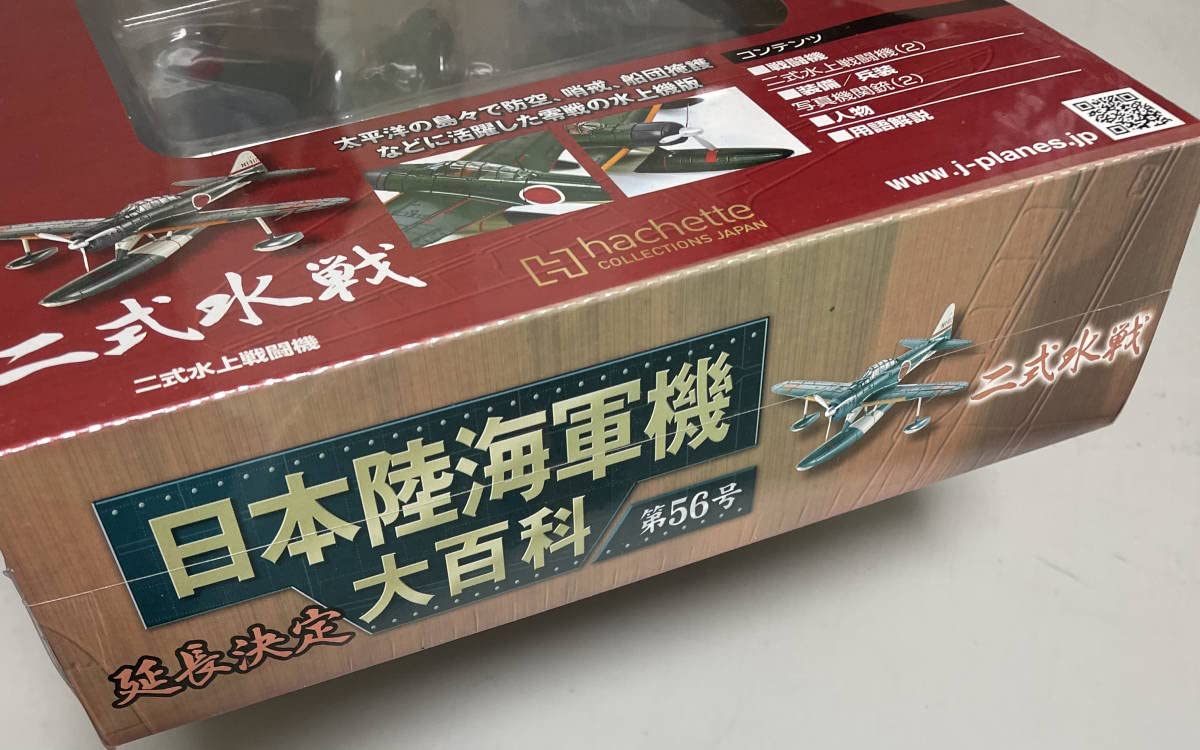 太平洋の島々で防空、哨戒、船団掩護
などに活躍した零戦の水上機版
コンテンツ
■戦闘機
二式水上戦闘機(2)
■装備/兵装
写真機関銃(2)
■人物
■用語解説
www.j-planes.jp
hachette
COLLECTIONS JAPAN
二式水戦
二式水上戦闘機
日本陸海軍機
大百科
第56号
延長決定
二式水戦